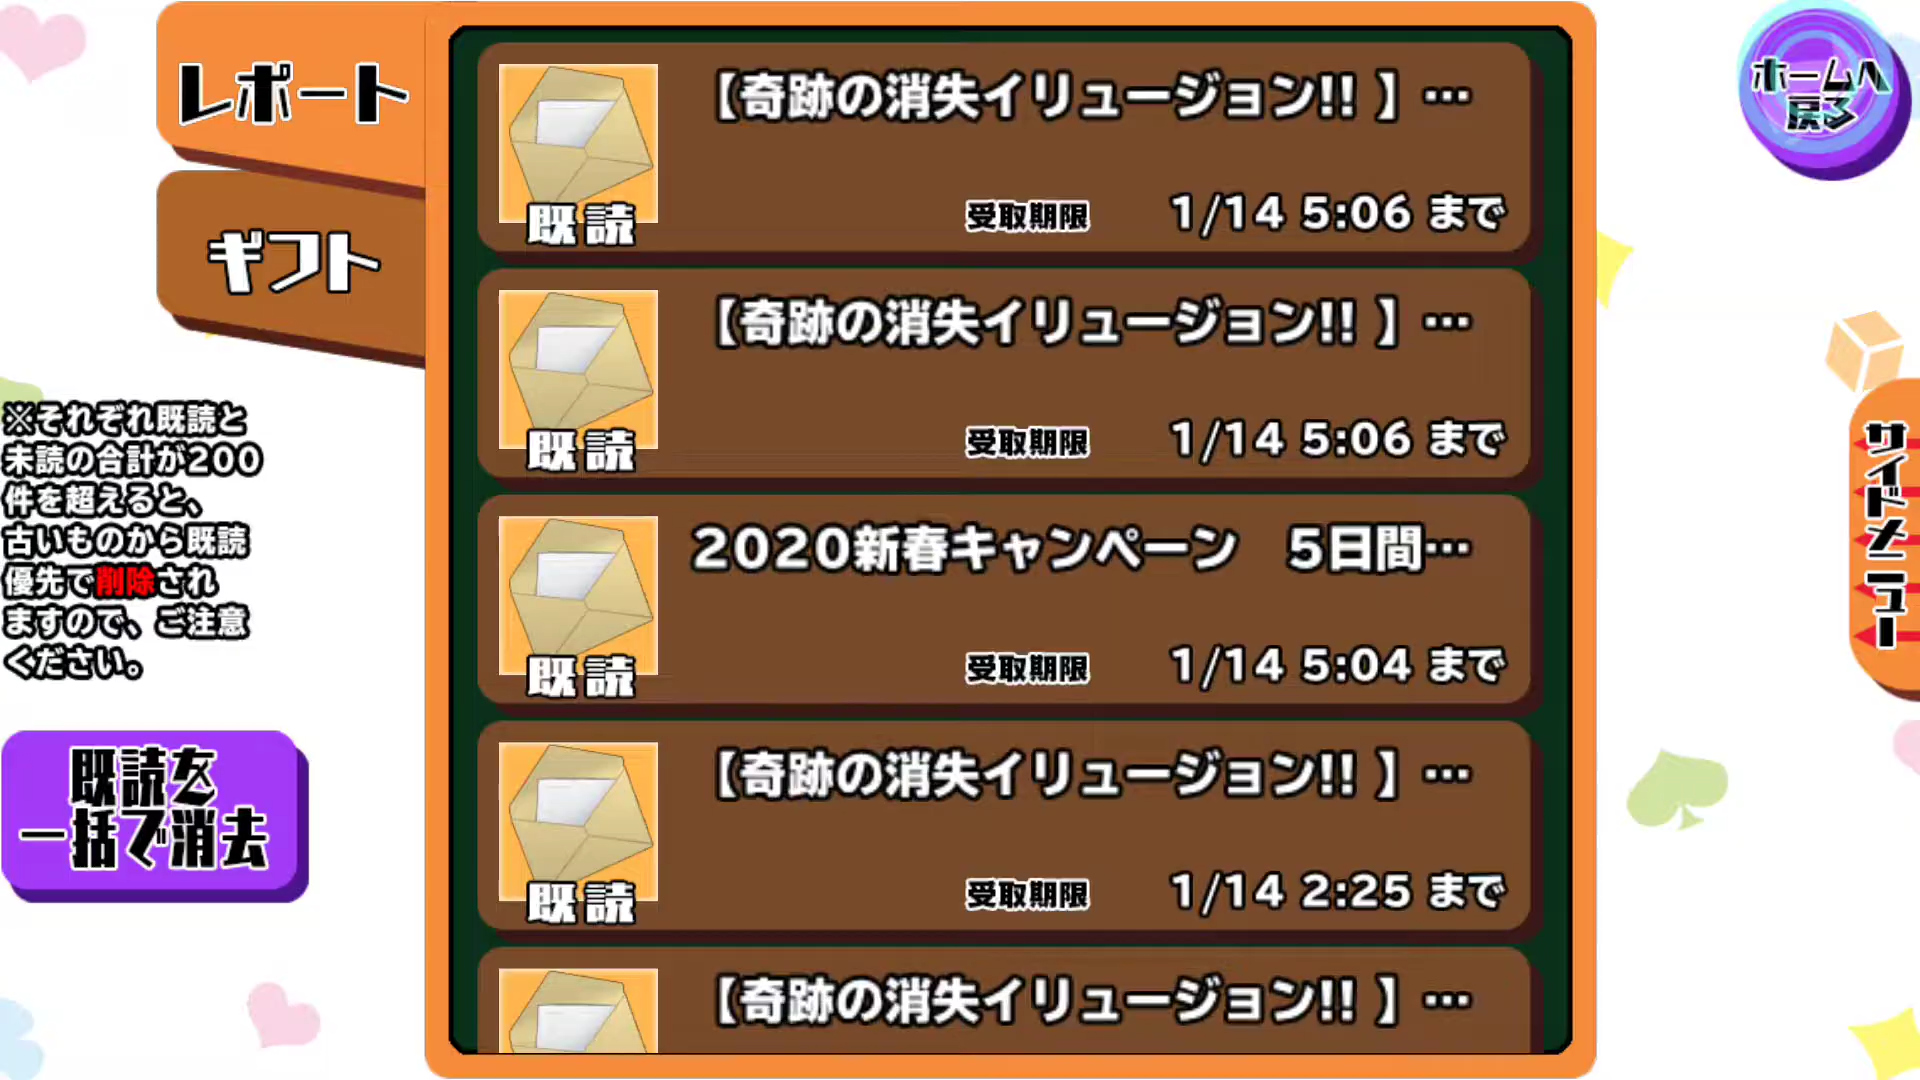 レポート
ギフト
※それぞれ既読と
未読の合計が200
件を超えると、
古いものから既読
優先で削除され
ますので、ご注意
ください。
既読を
一括で消去
【奇跡の消失イリュージョン!! 】…
既読
受取期限 1/14 5:06 まで
【奇跡の消失イリュージョン!! 】…
既読
受取期限 1/14 5:06 まで
2020新春キャンペーン　5日間…
既読
受取期限 1/14 5:04 まで
【奇跡の消失イリュージョン!! 】…
既読
受取期限 1/14 2:25 まで
【奇跡の消失イリュージョン!! 】…
ホームへ
戻る
サイドメニュー